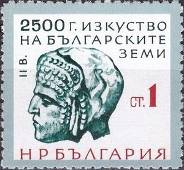 2500 Г. ИЗКУСТВО
НА БЪЛГАРСКИТЕ
ЗЕМИ
II В.
СТ. 1
НР БЪЛГАРИЯ